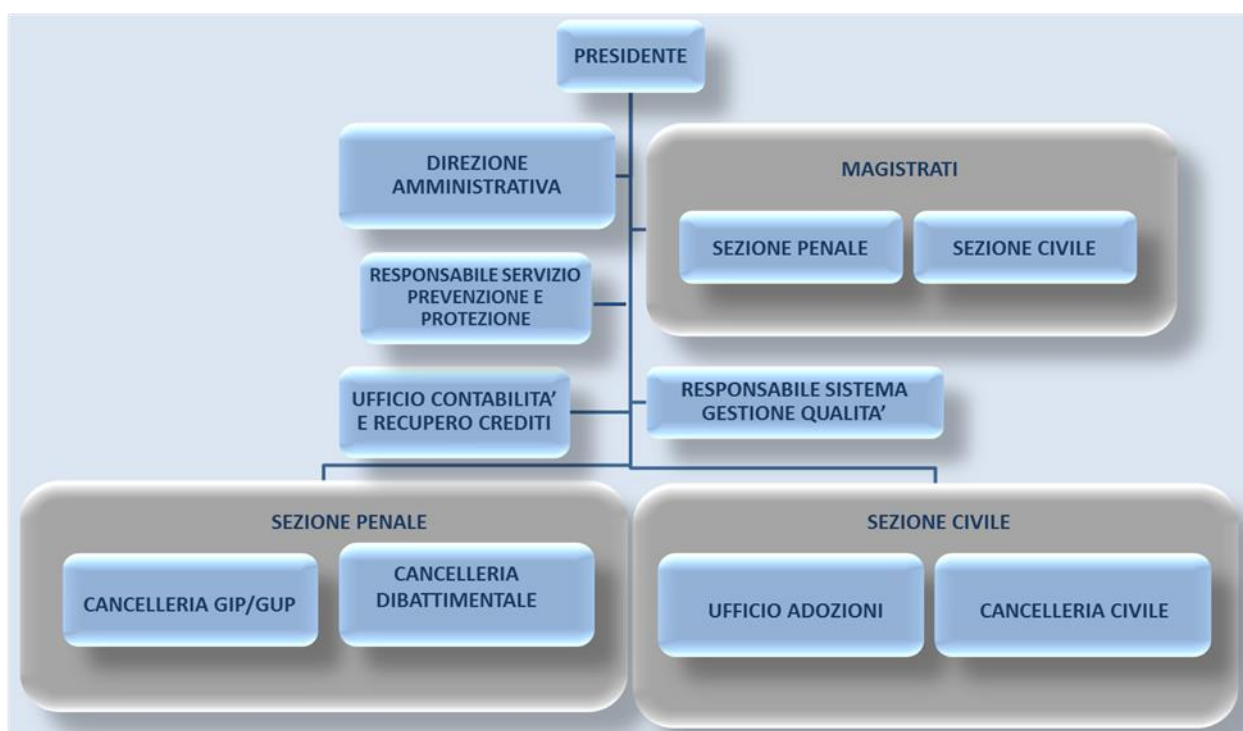 PRESIDENTE
DIREZIONE
AMMINISTRATIVA
MAGISTRATI
SEZIONE PENALE
SEZIONE CIVILE
RESPONSABILE SERVIZIO
PREVENZIONE E
PROTEZIONE
UFFICIO CONTABILITA’
E RECUPERO CREDITI
RESPONSABILE SISTEMA
GESTIONE QUALITA’
SEZIONE PENALE
CANCELLERIA GIP/GUP
CANCELLERIA
DIBATTIMENTALE
SEZIONE CIVILE
UFFICIO ADOZIONI
CANCELLERIA CIVILE